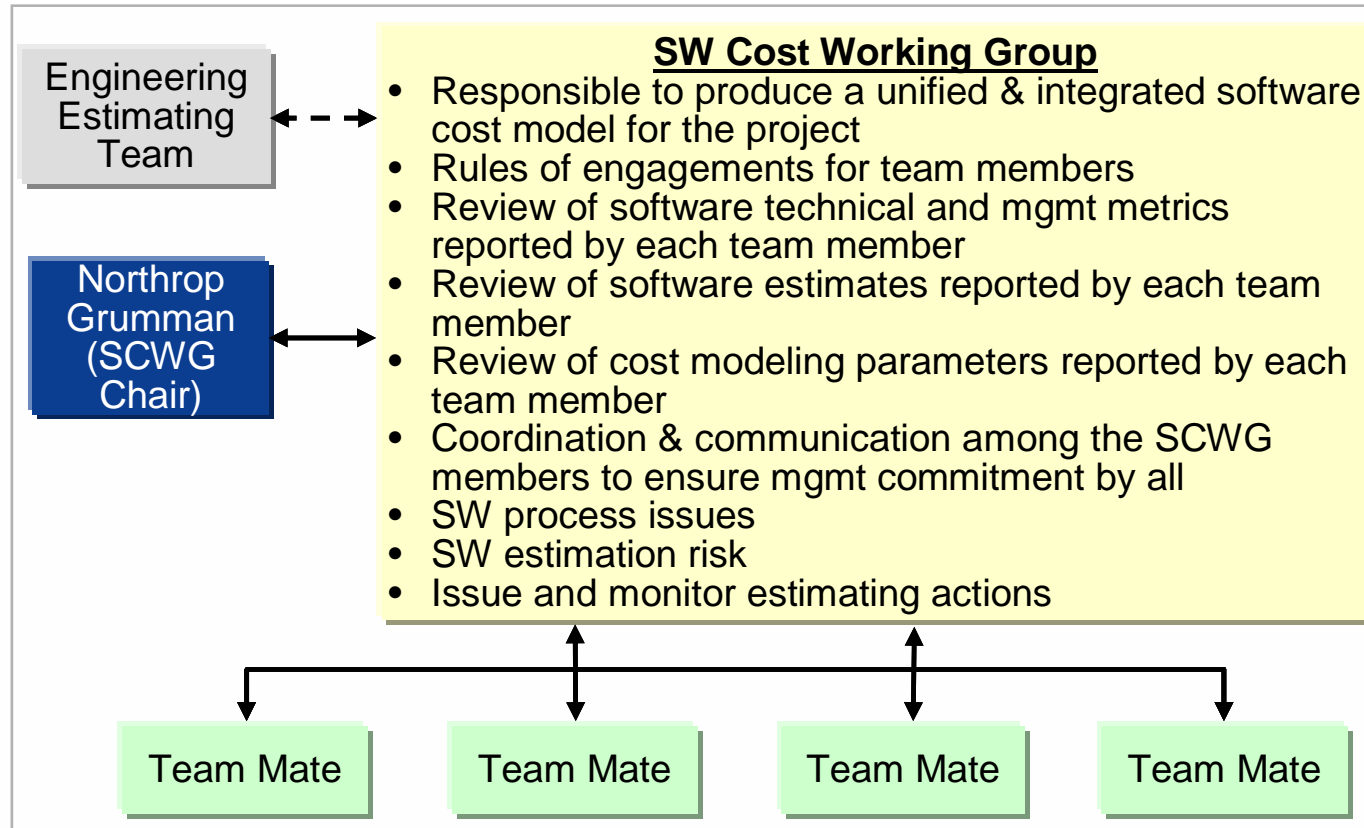 Engineering
Estimating
Team
Northrop
Grumman
(SCWG
Chair)
SW Cost Working Group
• Responsible to produce a unified & integrated software
cost model for the project
• Rules of engagements for team members
• Review of software technical and mgmt metrics
reported by each team member
• Review of software estimates reported by each team
member
• Review of cost modeling parameters reported by each
team member
• Coordination & communication among the SCWG
members to ensure mgmt commitment by all
• SW process issues
• SW estimation risk
• Issue and monitor estimating actions
Team Mate
Team Mate
Team Mate
Team Mate